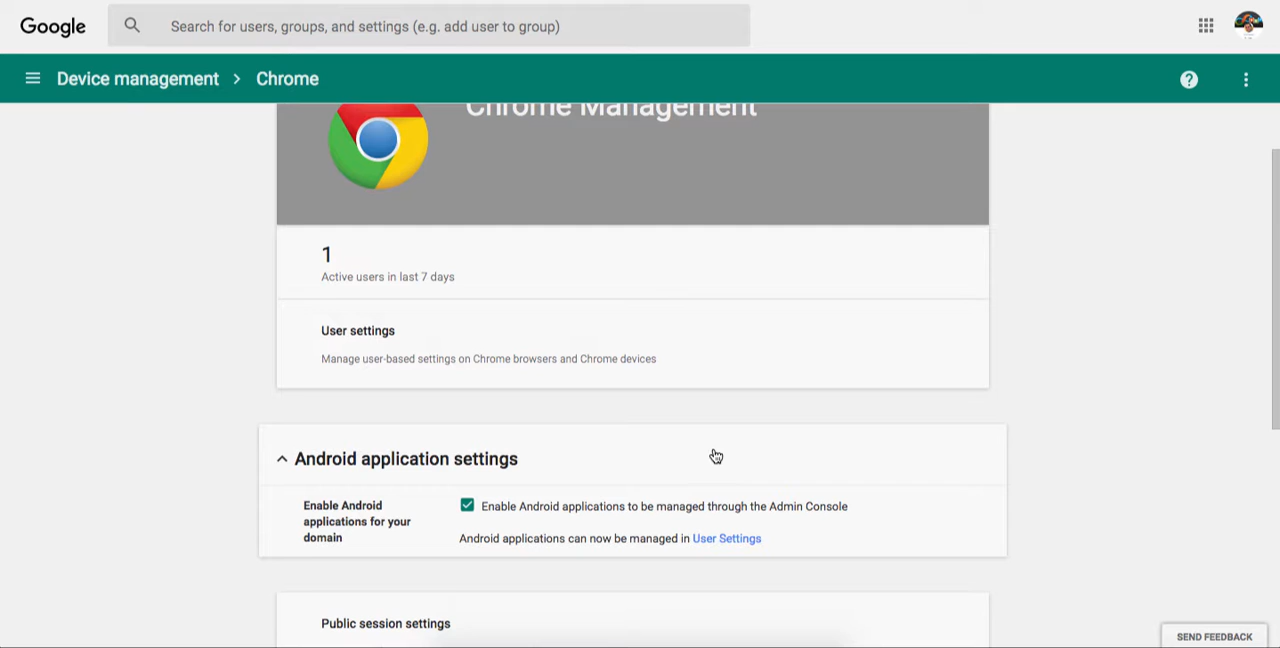 Google
Search for users, groups, and settings (e.g. add user to group)
Device management > Chrome
Chrome Management
1
Active users in last 7 days
User settings
Manage user-based settings on Chrome browsers and Chrome devices
Android application settings
Enable Android
applications for your
domain
Enable Android applications to be managed through the Admin Console
Android applications can now be managed in User Settings
Public session settings
SEND FEEDBACK